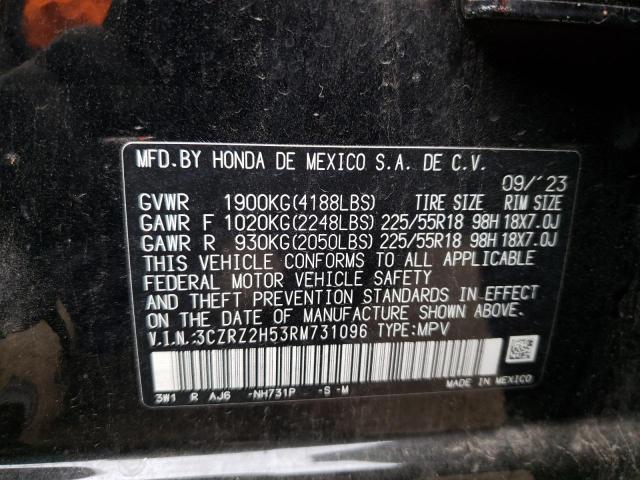 MFD.BY HONDA DE MEXICO S.A. DE C.V.
09/'23
GVWR 1900KG(4188LBS) TIRE SIZE RIM SIZE
GAWR F 1020KG(2248LBS) 225/55R18 98H 18X7.0J
GAWR R 930KG(2050LBS) 225/55R18 98H 18X7.0J
THIS VEHICLE CONFORMS TO ALL APPLICABLE
FEDERAL MOTOR VEHICLE SAFETY
AND THEFT PREVENTION STANDARDS IN EFFECT
ON THE DATE OF MANUFACTURE SHOWN ABOVE.
V.I.N.:3CZRZ2H53RM731096 TYPE:MPV
3W1 R AJ6 -NH731P -S -M
MADE IN MEXICO